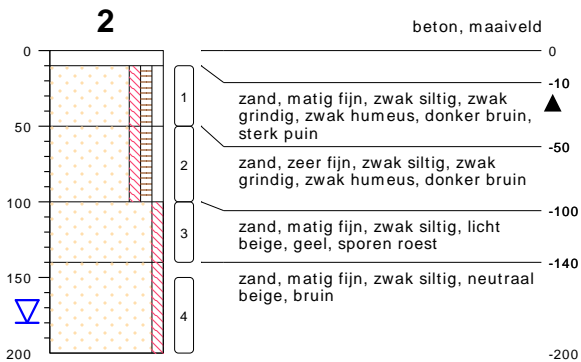 2
beton, maaiveld
0
0
-10
1
zand, matig fijn, zwak siltig, zwak
grindig, zwak humeus, donker bruin,
sterk puin
50
-50
2
zand, zeer fijn, zwak siltig, zwak
grindig, zwak humeus, donker bruin
100
-100
3
zand, matig fijn, zwak siltig, licht
beige, geel, sporen roest
-140
150
zand, matig fijn, zwak siltig, neutraal
beige, bruin
4
200
-200